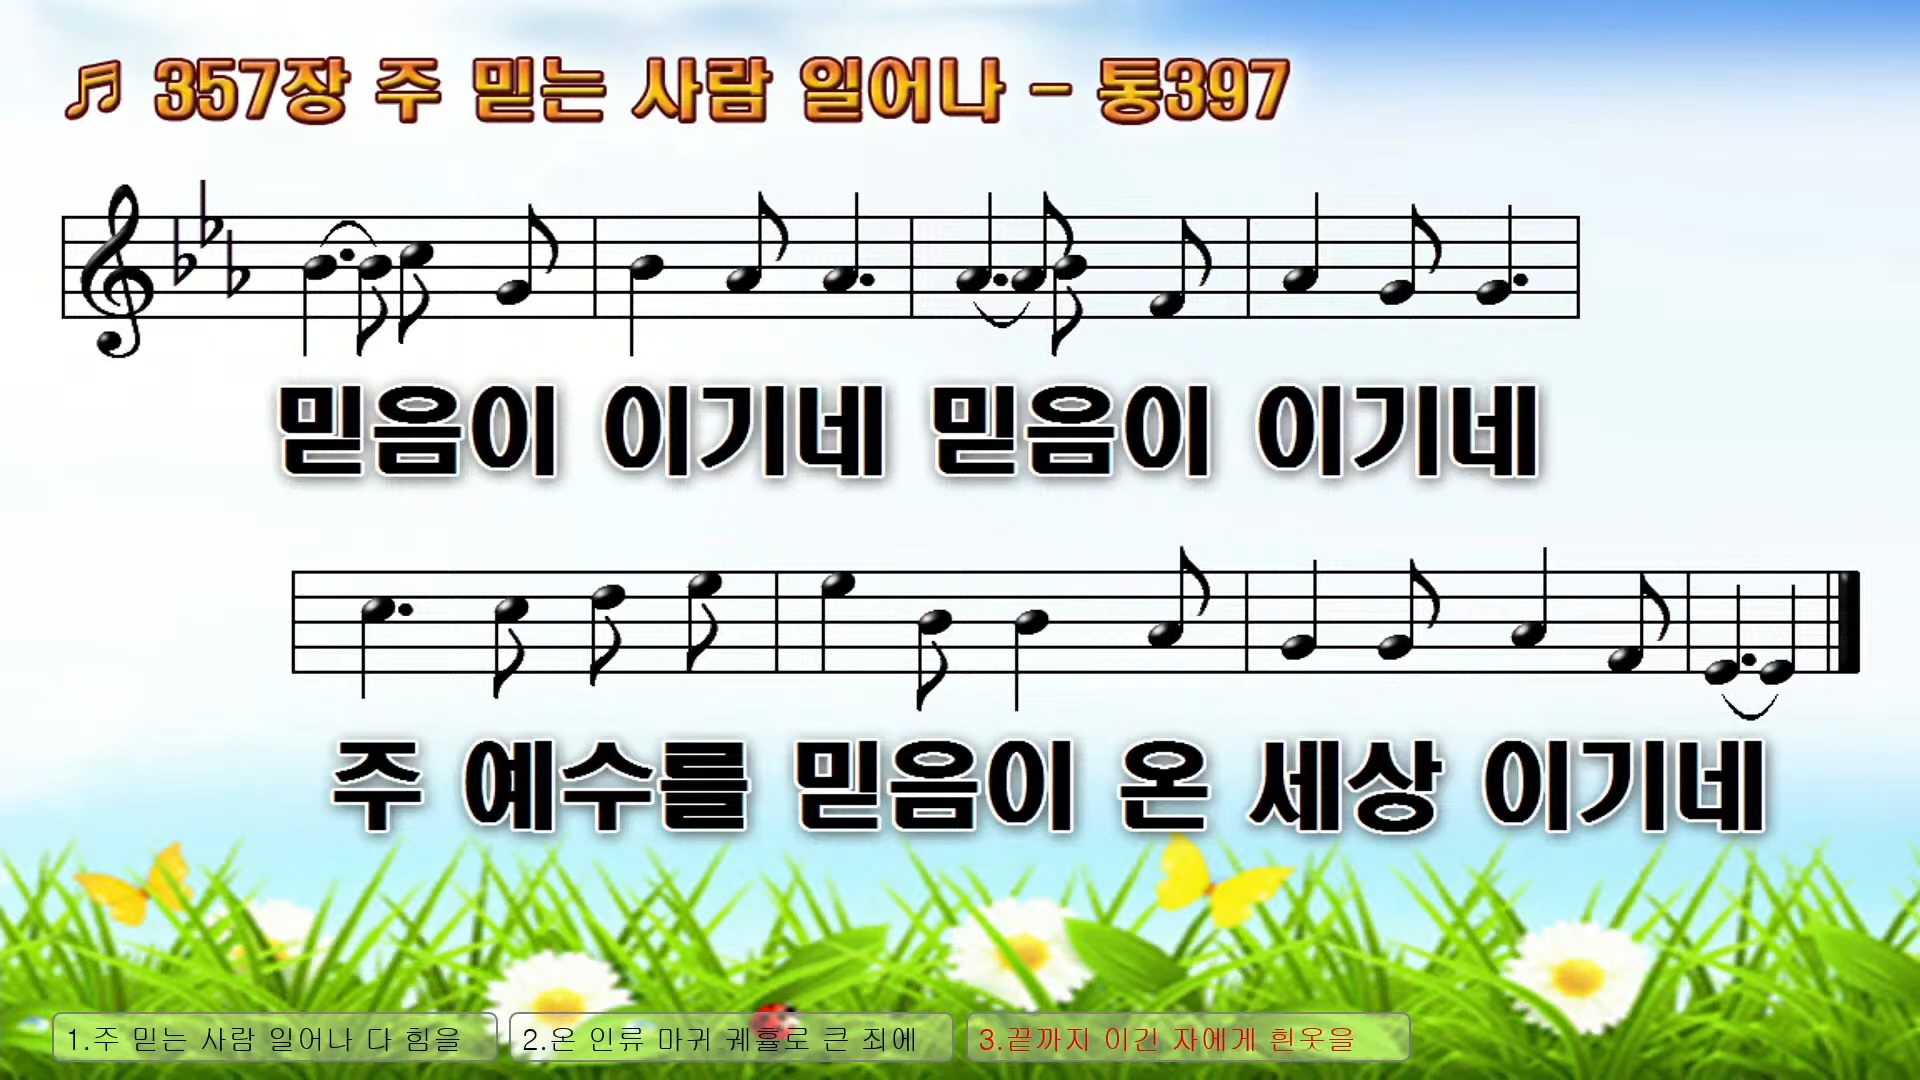 ♬ 357장 주 믿는 사람 일어나 - 통397
믿음이 이기네 믿음이 이기네
주 예수를 믿음이 온 세상 이기네
1.주 믿는 사람 일어나 다 힘을
2.온 인류 마귀 궤휼로 큰 죄에
3.끝까지 이긴 자에게 흰옷을